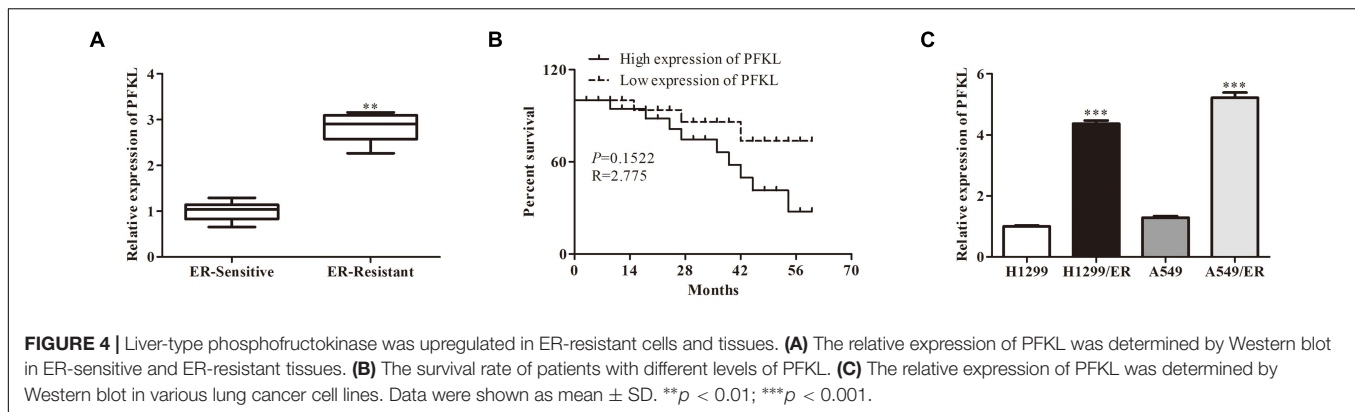 A
Relative expression of PFKL
4
3
2
1
0
**
ER-Sensitive
ER-Resistant
B
High expression of PFKL
Low expression of PFKL
Percent survival
120
60
0
P=0.1522
R=2.775
0 14 28 42 56 70
Months
C
Relative expression of PFKL
6
4
2
0
***
***
H1299 H1299/ER A549 A549/ER
FIGURE 4 | Liver-type phosphofructokinase was upregulated in ER-resistant cells and tissues. (A) The relative expression of PFKL was determined by Western blot
in ER-sensitive and ER-resistant tissues. (B) The survival rate of patients with different levels of PFKL. (C) The relative expression of PFKL was determined by
Western blot in various lung cancer cell lines. Data were shown as mean ± SD. **p < 0.01; ***p < 0.001.